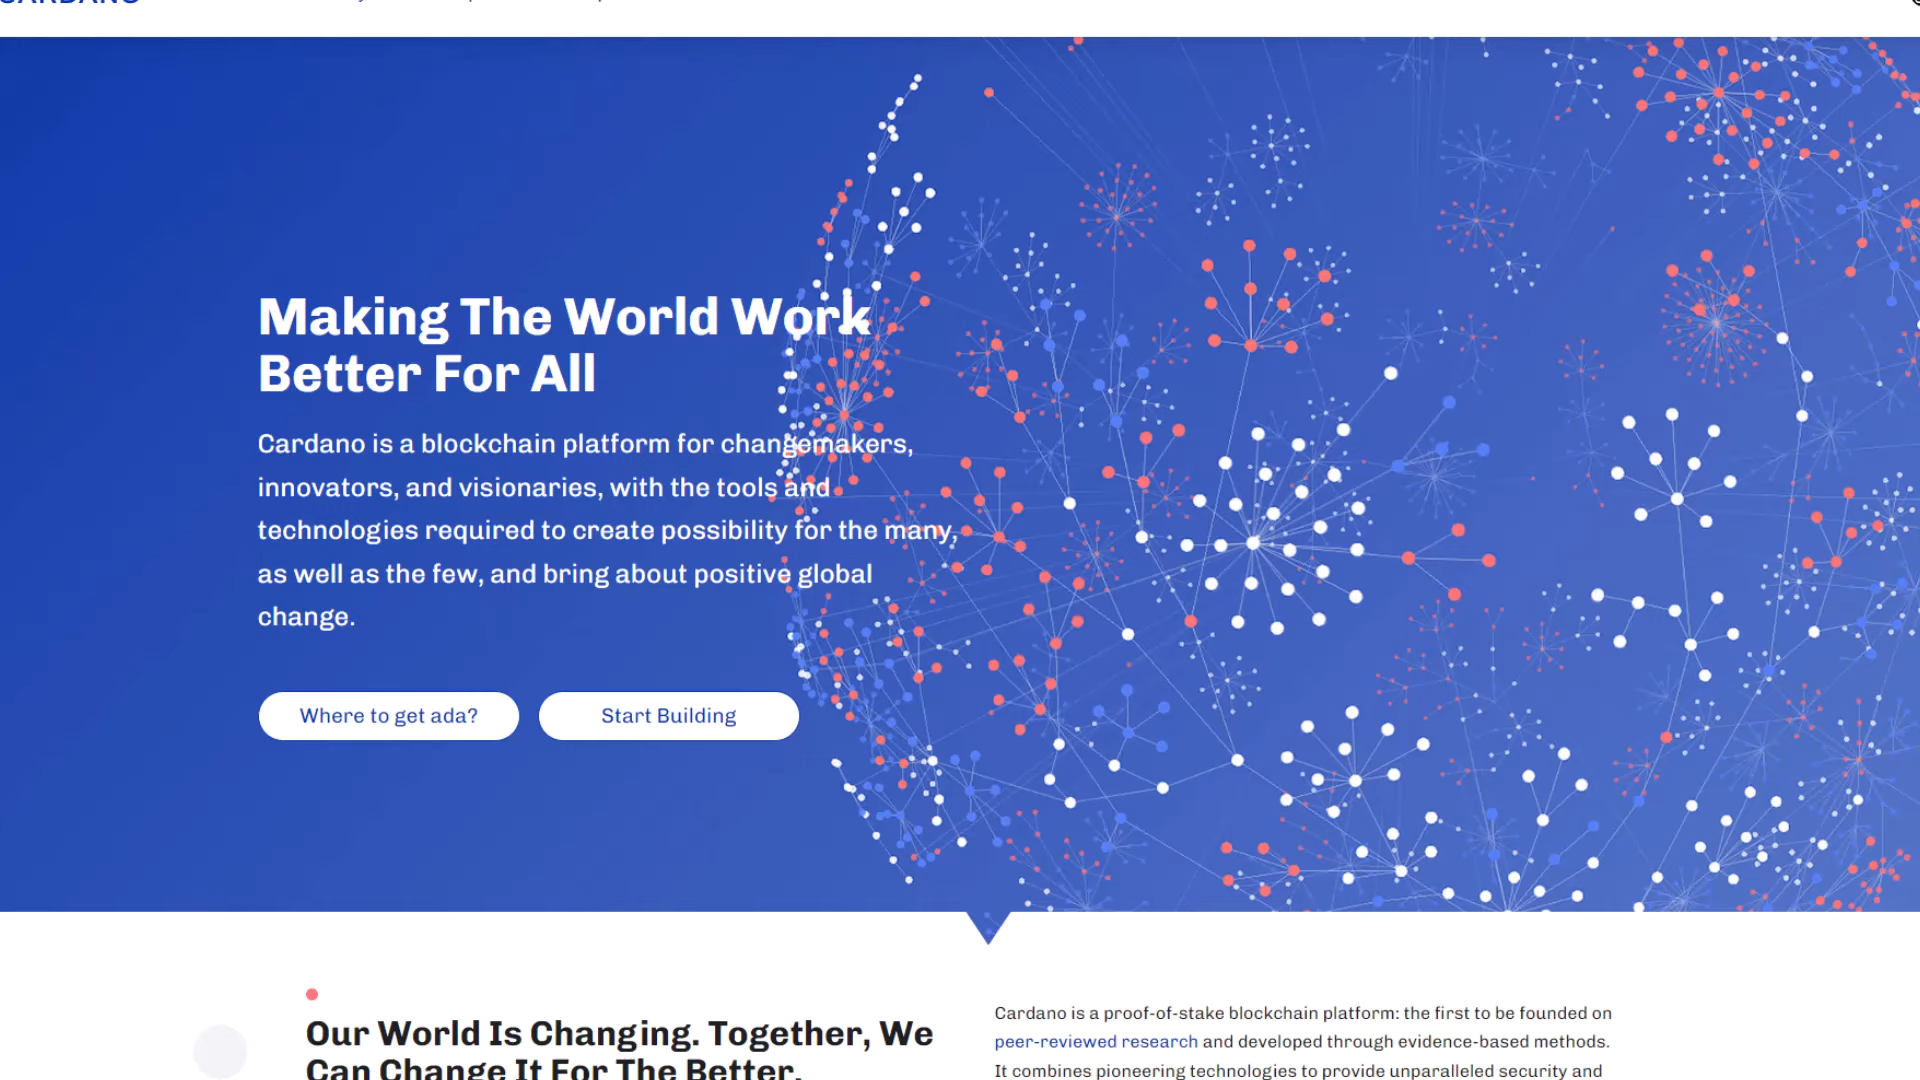 Making The World Work
Better For All
Cardano is a blockchain platform for changemakers,
innovators, and visionaries, with the tools and
technologies required to create possibility for the many,
as well as the few, and bring about positive global
change.
Where to get ada?
Start Building
Our World Is Changing. Together, We
Can Change It For The Better.
Cardano is a proof-of-stake blockchain platform: the first to be founded on
peer-reviewed research and developed through evidence-based methods.
It combines pioneering technologies to provide unparalleled security and